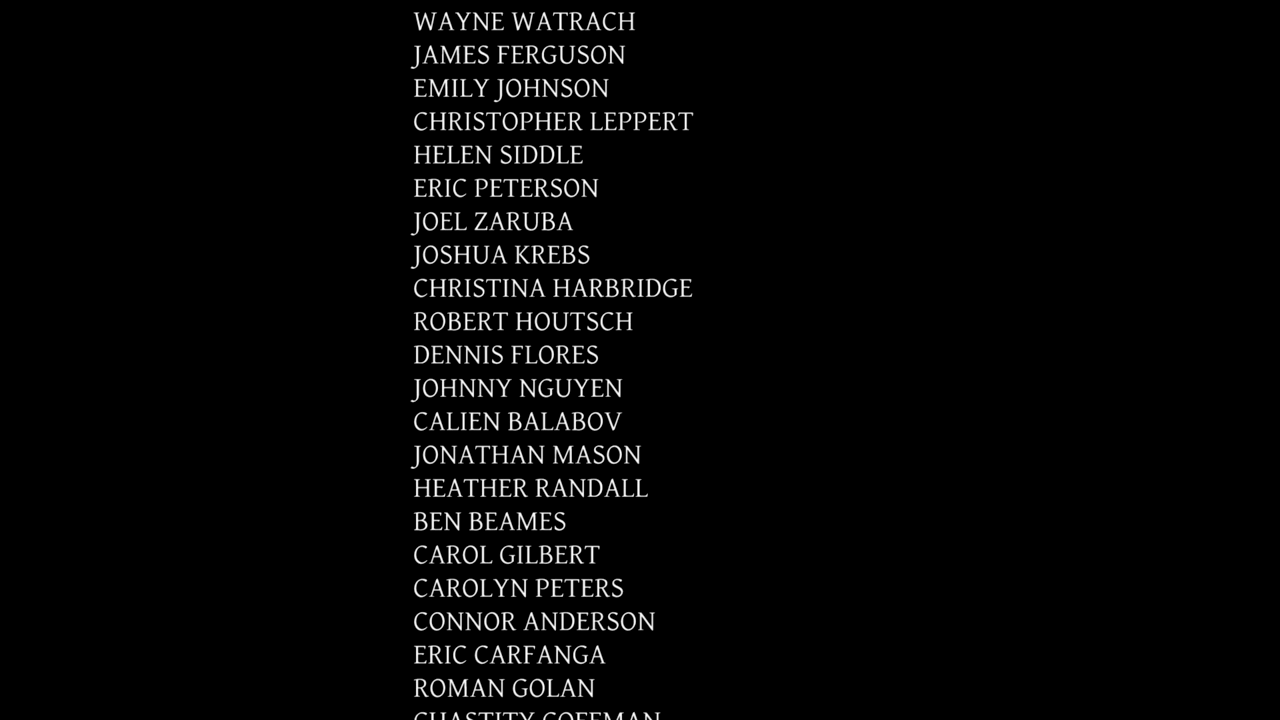 WAYNE WATRACH
JAMES FERGUSON
EMILY JOHNSON
CHRISTOPHER LEPPERT
HELEN SIDDLE
ERIC PETERSON
JOEL ZARUBA
JOSHUA KREBS
CHRISTINA HARBRIDGE
ROBERT HOUTSCH
DENNIS FLORES
JOHNNY NGUYEN
CALIEN BALABOV
JONATHAN MASON
HEATHER RANDALL
BEN BEAMES
CAROL GILBERT
CAROLYN PETERS
CONNOR ANDERSON
ERIC CARFANGA
ROMAN GOLAN
CHASTITY COFFMAN